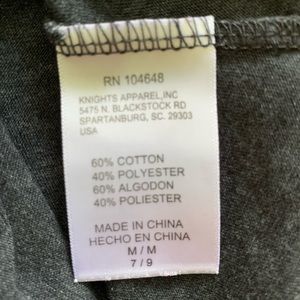 RN 104648
KNIGHTS APPAREL,INC
5475 N. BLACKSTOCK RD
SPARTANBURG, SC. 29303
USA
60% COTTON
40% POLYESTER
60% ALGODON
40% POLIESTER
MADE IN CHINA
HECHO EN CHINA
M / M
7 / 9